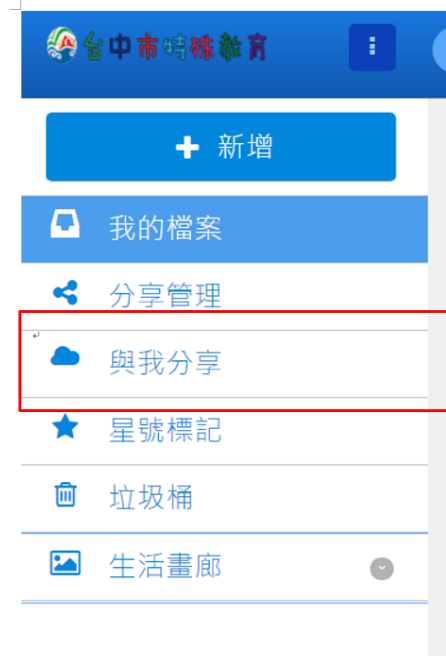 台中市特殊教育
新增
我的檔案
分享管理
與我分享
星號標記
垃圾桶
生活畫廊